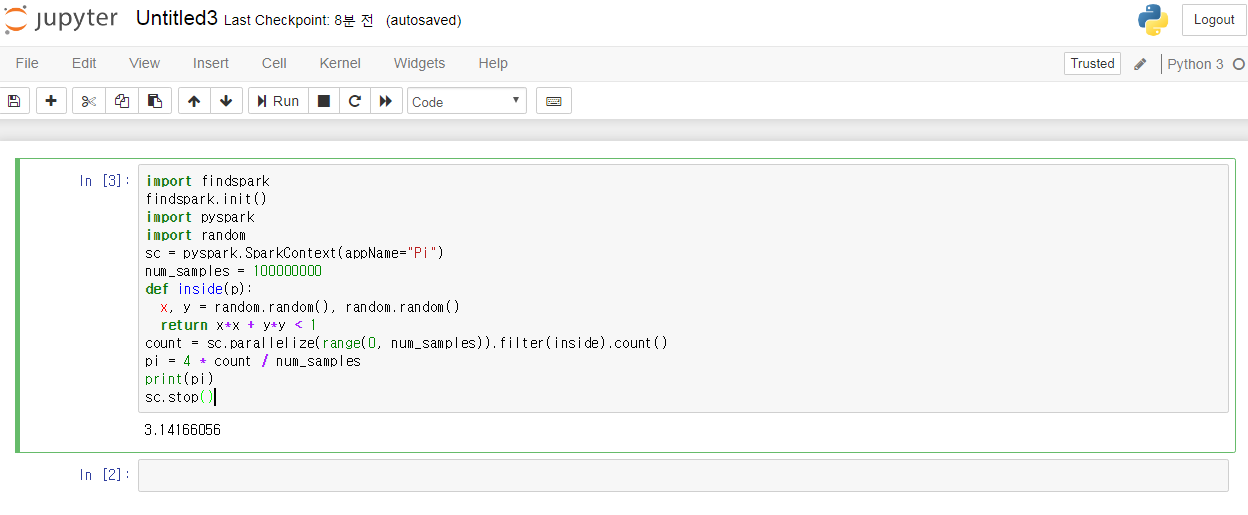 jupyter Untitled3 Last Checkpoint: 8분 전 (autosaved) Logout
File Edit View Insert Cell Kernel Widgets Help Trusted Python 3
Run Code
In [3]:
import findspark
findspark.init()
import pyspark
import random
sc = pyspark.SparkContext(appName="Pi")
num_samples = 100000000
def inside(p):
  x, y = random.random(), random.random()
  return x*x + y*y < 1
count = sc.parallelize(range(0, num_samples)).filter(inside).count()
pi = 4 * count / num_samples
print(pi)
sc.stop()
3.14166056
In [2]: